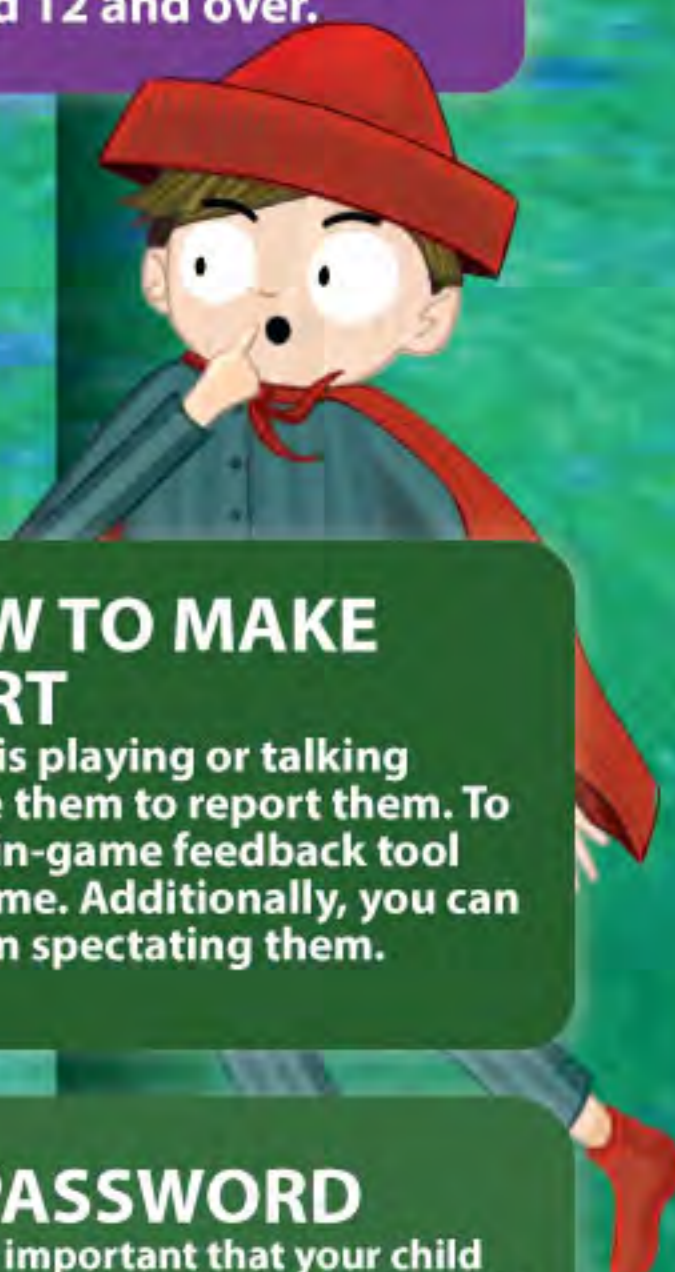 d 12 and over.
W TO MAKE
RT
is playing or talking
e them to report them. To
in-game feedback tool
me. Additionally, you can
n spectating them.
PASSWORD
important that your child